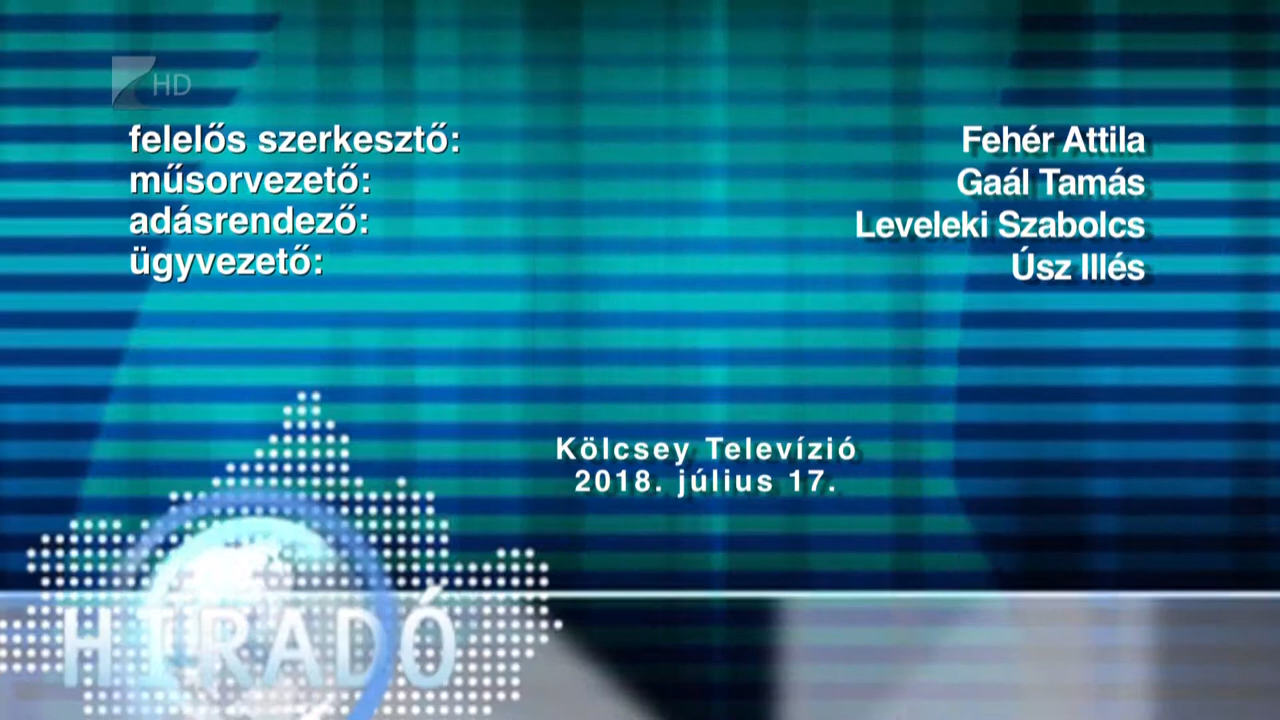 HD
felelős szerkesztő: Fehér Attila
műsorvezető: Gaál Tamás
adásrendező: Leveleki Szabolcs
ügyvezető: Úsz Illés
Kölcsey Televízió
2018. július 17.
HÍRADÓ